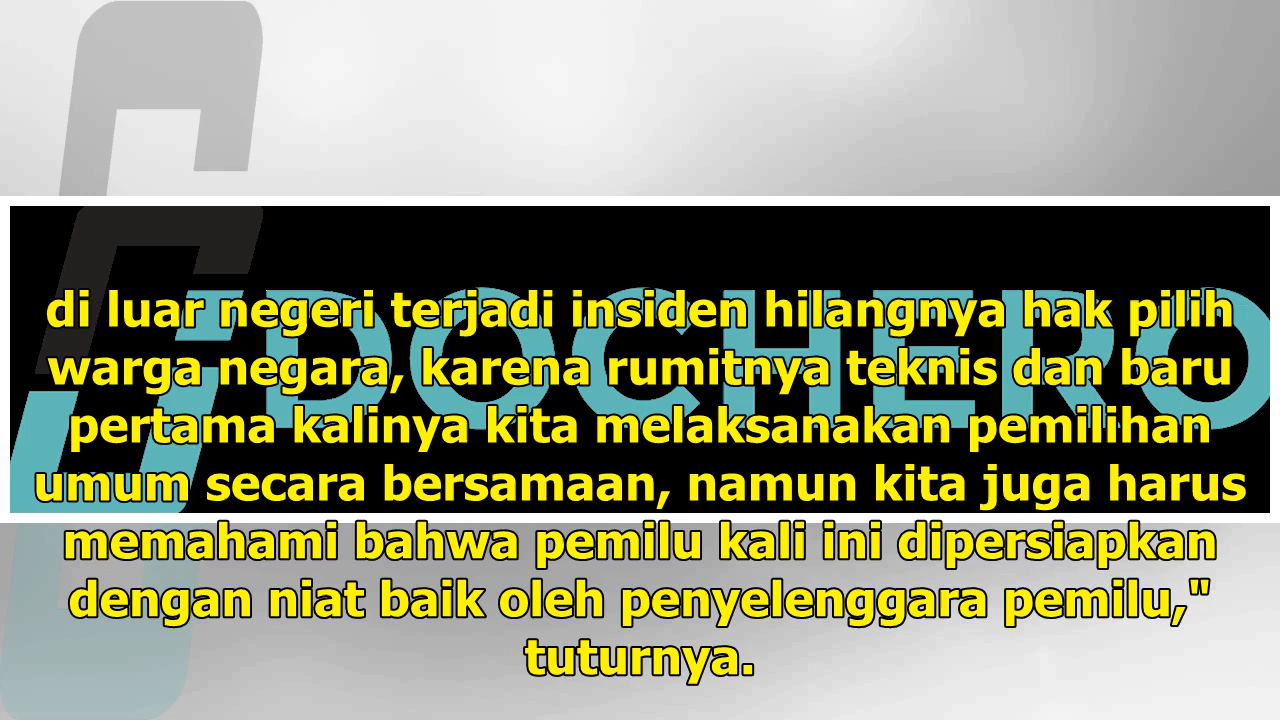 DOCHERO
di luar negeri terjadi insiden hilangnya hak pilih
warga negara, karena rumitnya teknis dan baru
pertama kalinya kita melaksanakan pemilihan
umum secara bersamaan, namun kita juga harus
memahami bahwa pemilu kali ini dipersiapkan
dengan niat baik oleh penyelenggara pemilu,"
tuturnya.